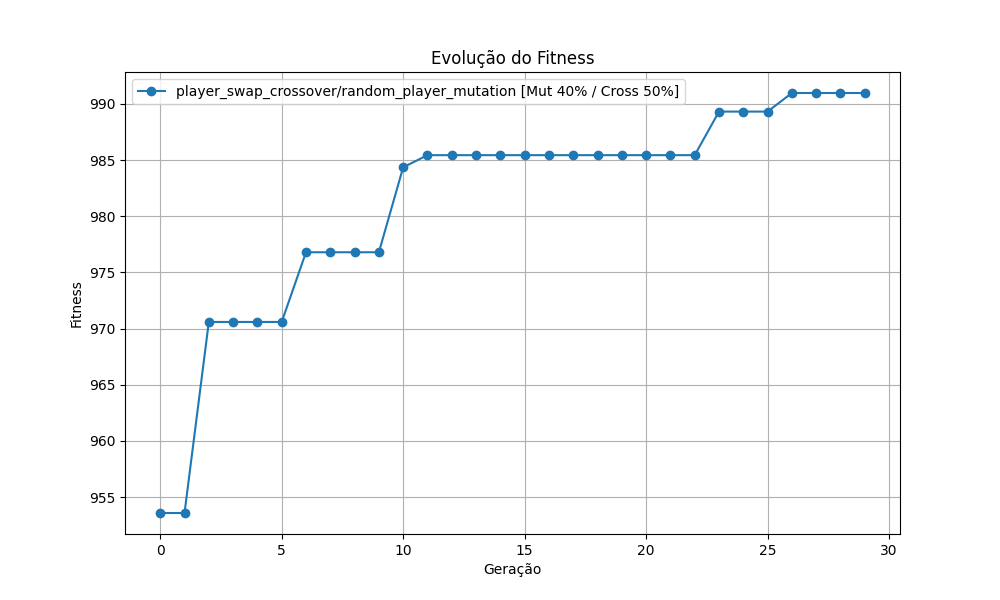 Evolução do Fitness
player_swap_crossover/random_player_mutation [Mut 40% / Cross 50%]
990
985
980
975
970
965
960
955
Fitness
0 5 10 15 20 25 30
Geração